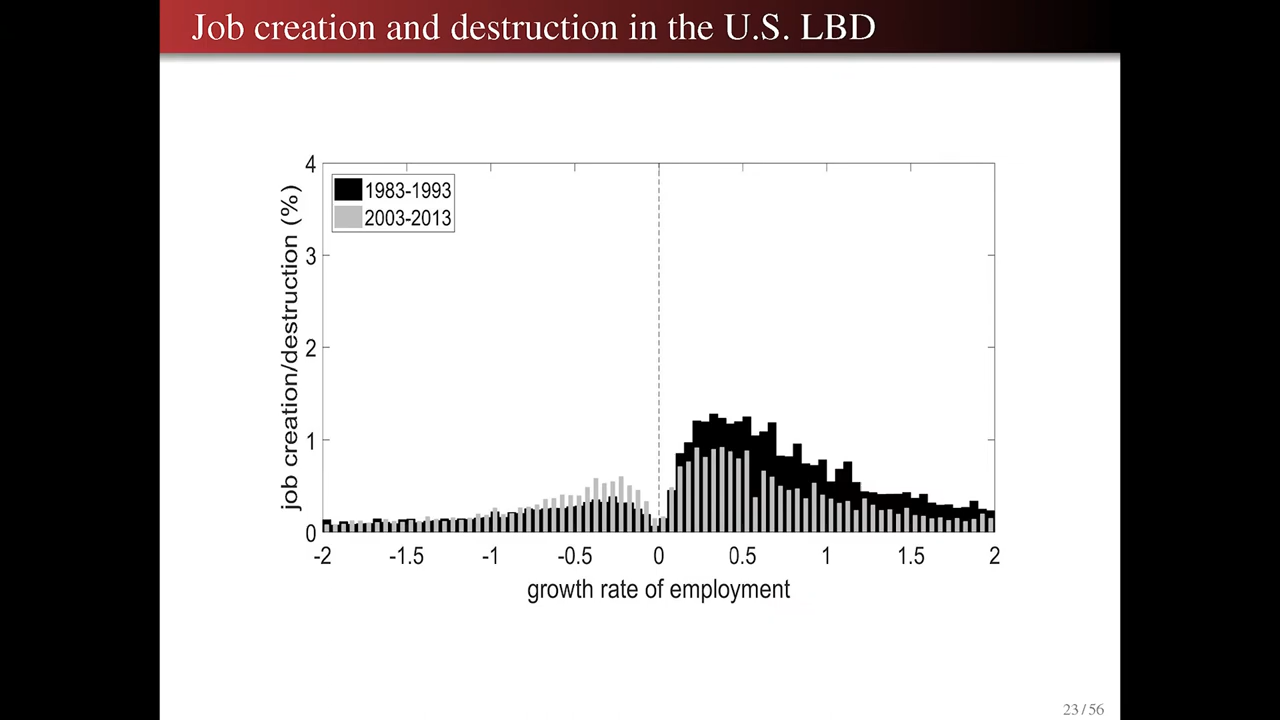 Job creation and destruction in the U.S. LBD
4
3
2
1
0
job creation/destruction (%)
1983-1993
2003-2013
-2 -1.5 -1 -0.5 0 0.5 1 1.5 2
growth rate of employment
23 / 56